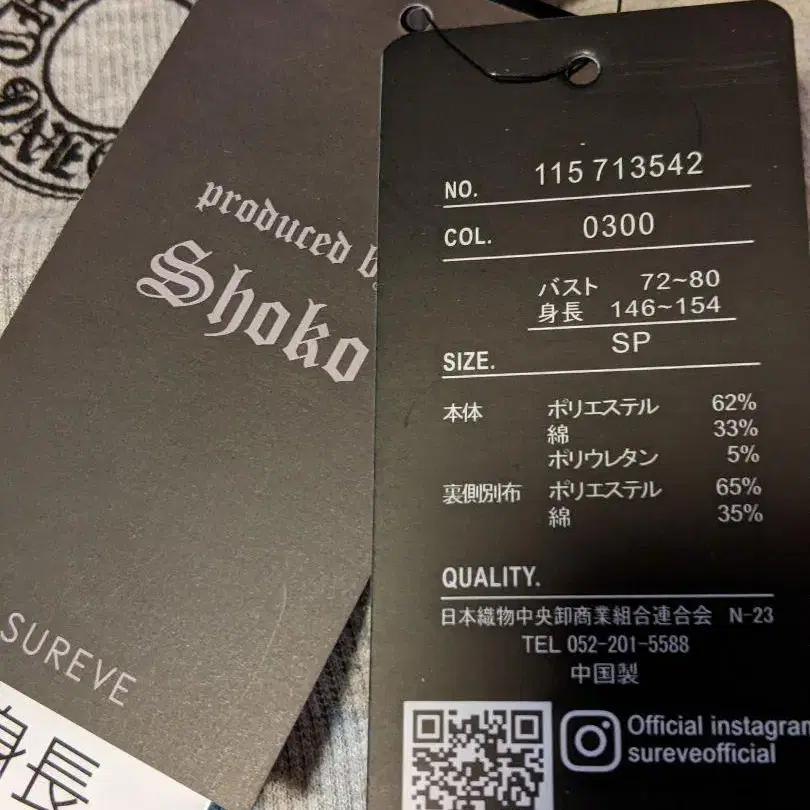 produced b
Shoko
SUREVE
身長
NO. 115 713542
COL. 0300
バスト 72~80
身長 146~154
SIZE. SP
本体 ポリエステル 62%
綿 33%
ポリウレタン 5%
裏側別布 ポリエステル 65%
綿 35%
QUALITY.
日本織物中央卸商業組合連合会 N-23
TEL 052-201-5588
中国製
Official instagram
sureveofficial